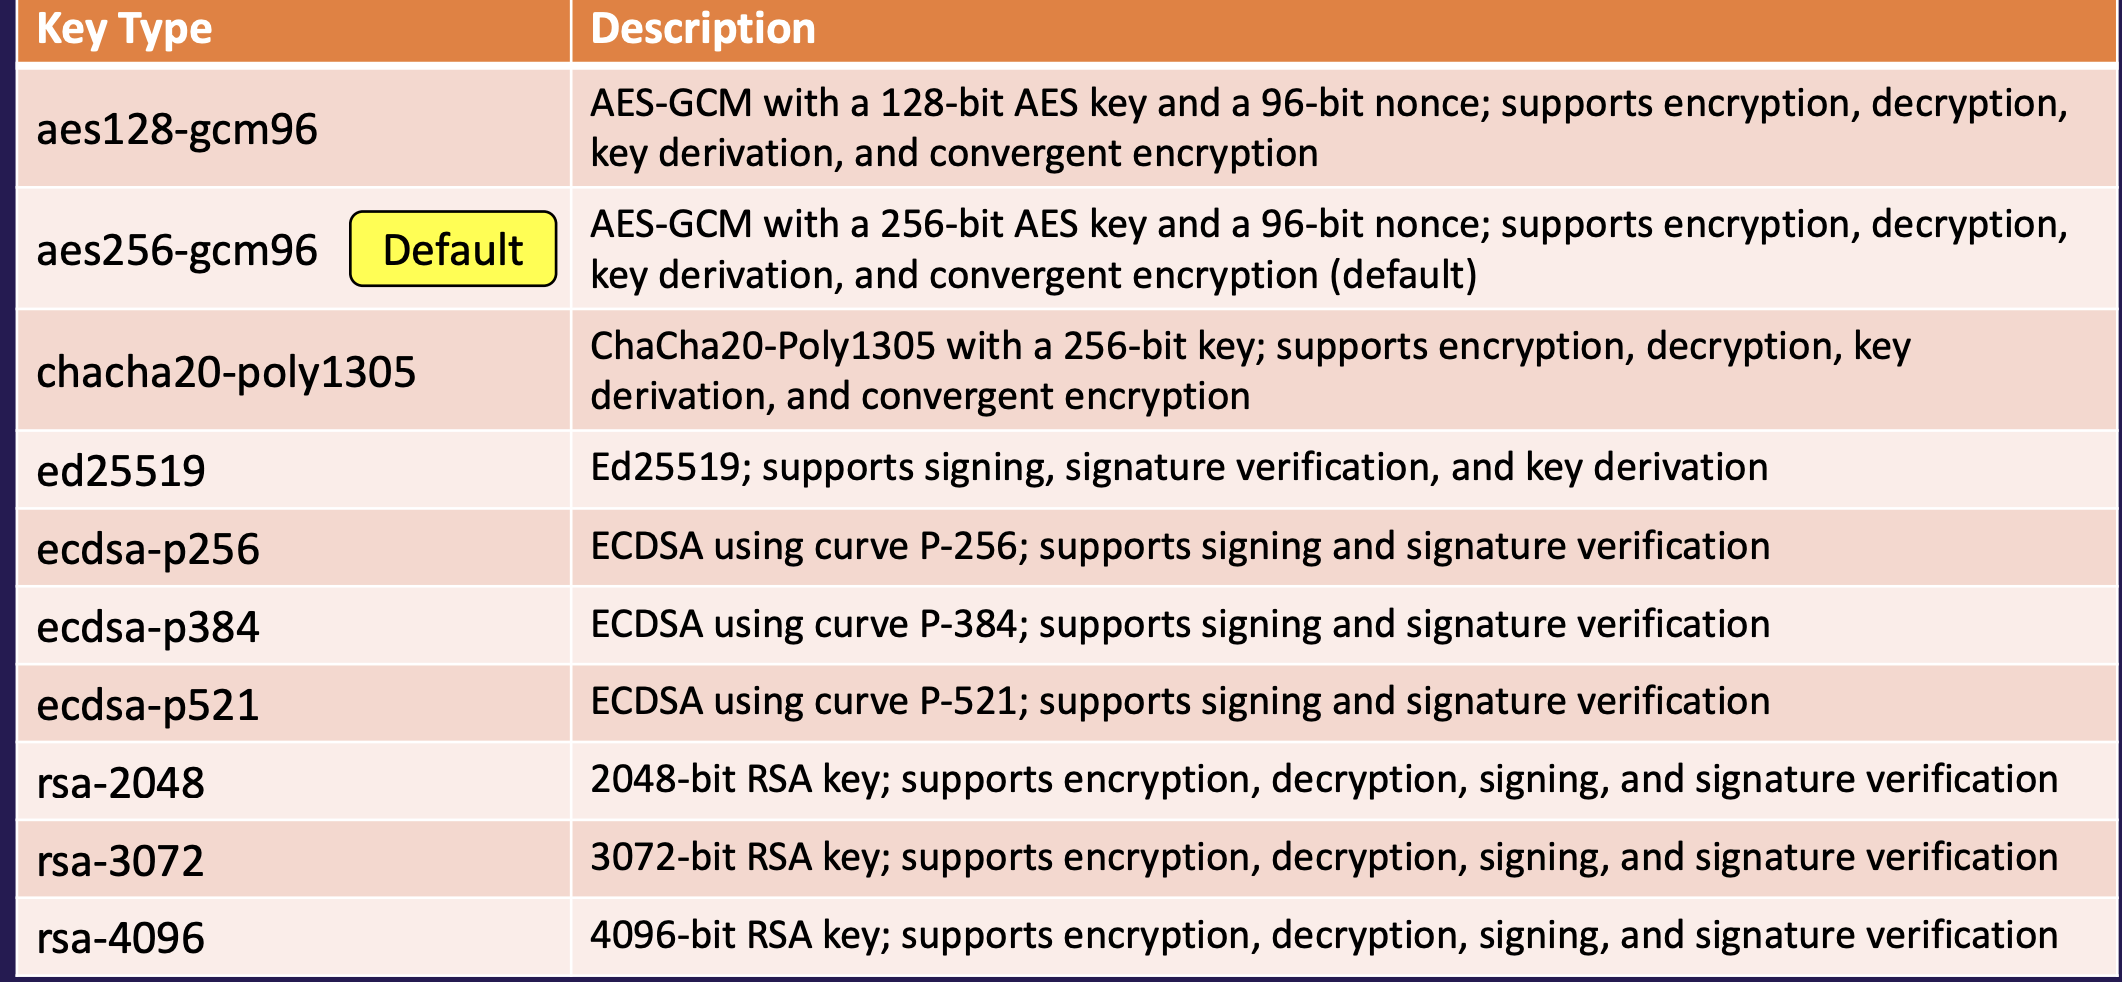 Key Type
Description
aes128-gcm96
AES-GCM with a 128-bit AES key and a 96-bit nonce; supports encryption, decryption,
key derivation, and convergent encryption
aes256-gcm96
Default
AES-GCM with a 256-bit AES key and a 96-bit nonce; supports encryption, decryption,
key derivation, and convergent encryption (default)
chacha20-poly1305
ChaCha20-Poly1305 with a 256-bit key; supports encryption, decryption, key
derivation, and convergent encryption
ed25519
Ed25519; supports signing, signature verification, and key derivation
ecdsa-p256
ECDSA using curve P-256; supports signing and signature verification
ecdsa-p384
ECDSA using curve P-384; supports signing and signature verification
ecdsa-p521
ECDSA using curve P-521; supports signing and signature verification
rsa-2048
2048-bit RSA key; supports encryption, decryption, signing, and signature verification
rsa-3072
3072-bit RSA key; supports encryption, decryption, signing, and signature verification
rsa-4096
4096-bit RSA key; supports encryption, decryption, signing, and signature verification